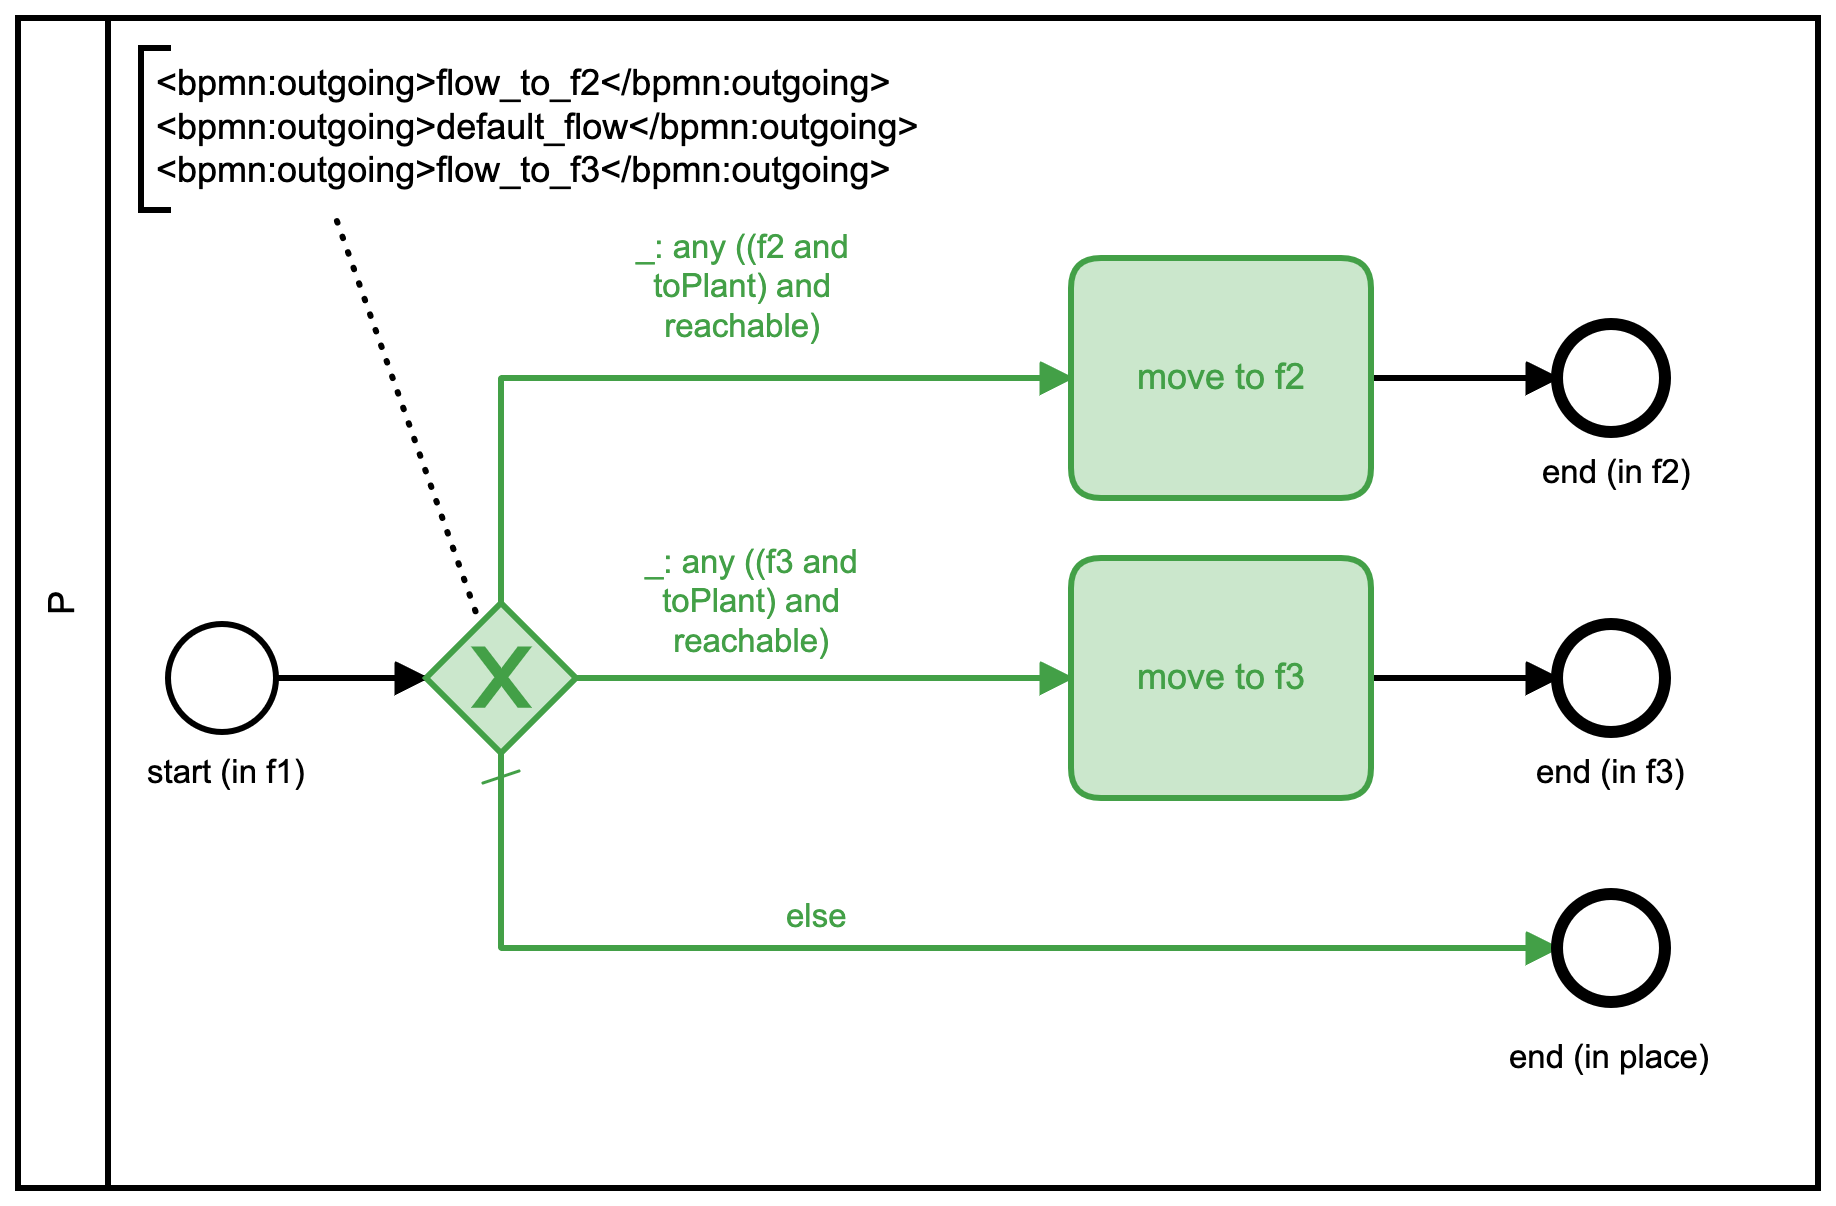 <bpmn:outgoing>flow_to_f2</bpmn:outgoing>
<bpmn:outgoing>default_flow</bpmn:outgoing>
<bpmn:outgoing>flow_to_f3</bpmn:outgoing>
_: any ((f2 and
toPlant) and
reachable)
move to f2
end (in f2)
P
_: any ((f3 and
toPlant) and
reachable)
X
move to f3
start (in f1)
end (in f3)
else
end (in place)